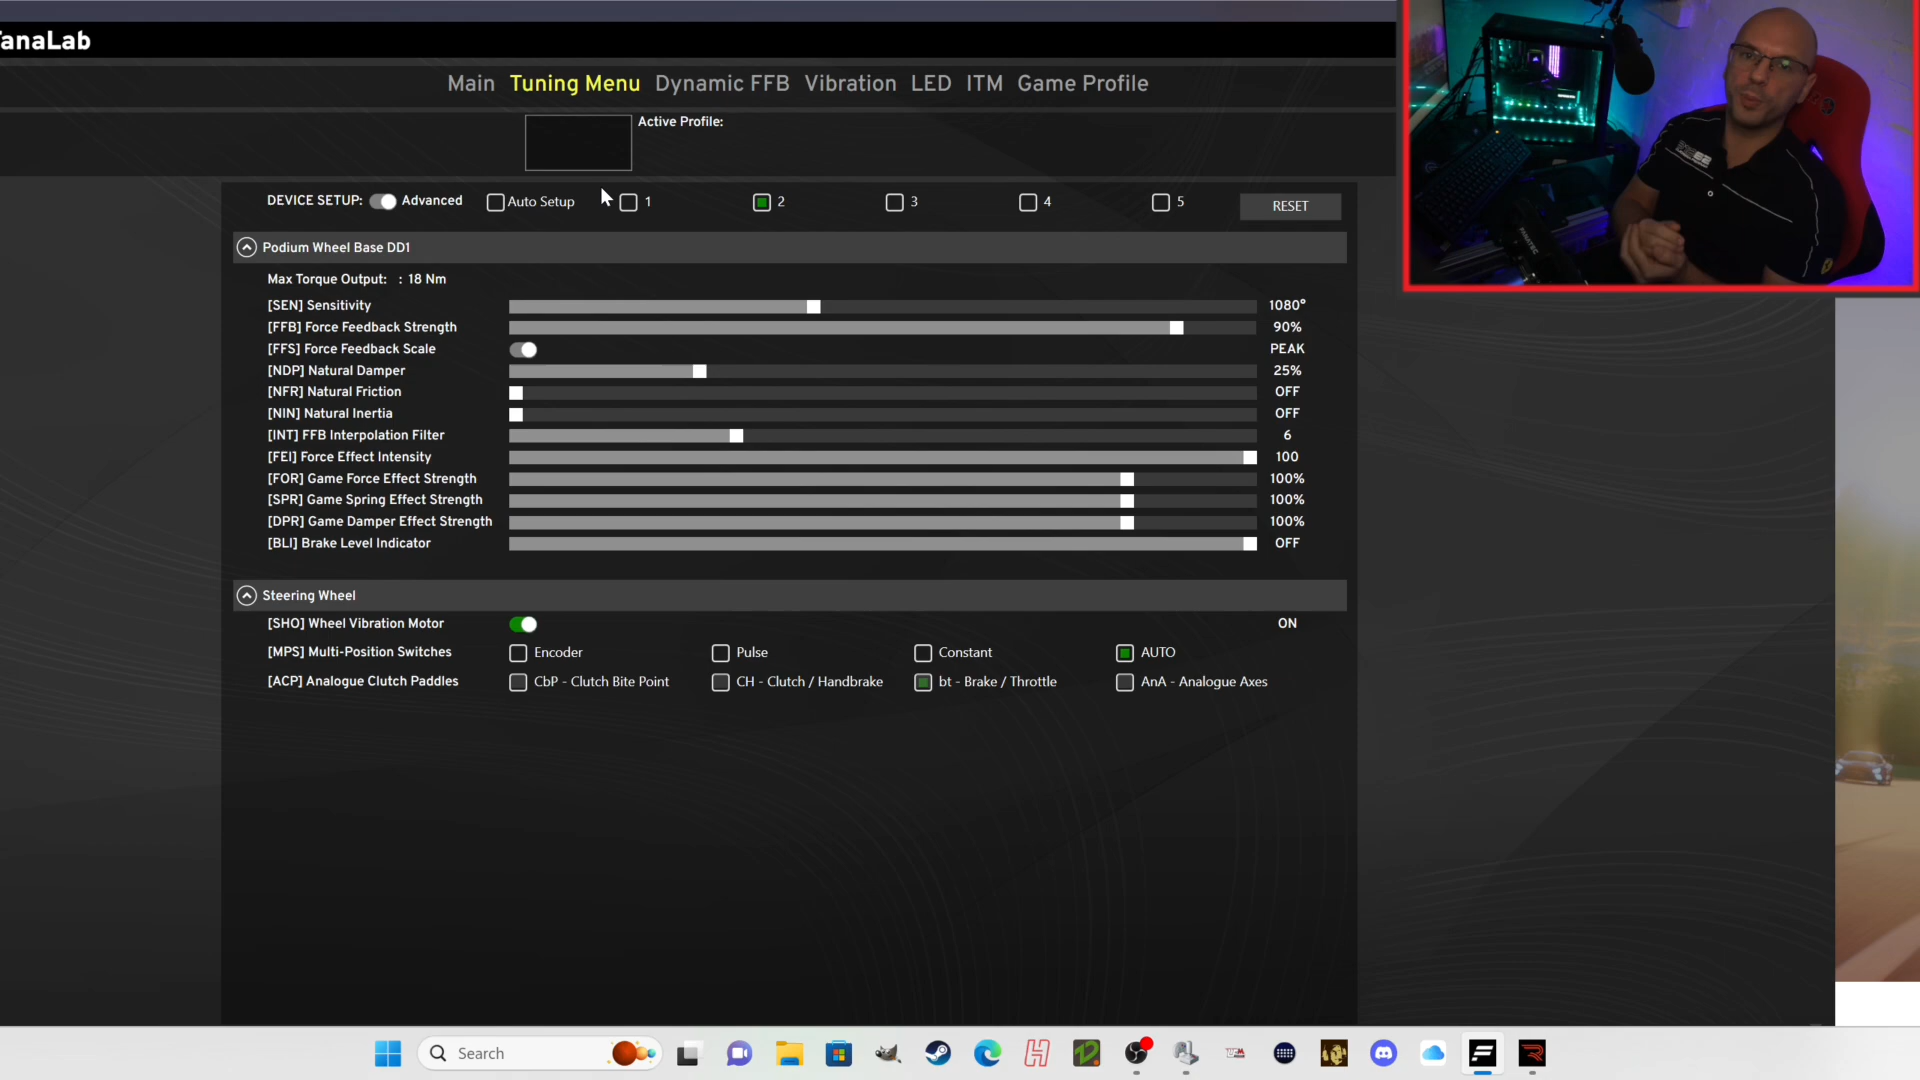 FanaLab
Main Tuning Menu Dynamic FFB Vibration LED ITM Game Profile
Active Profile:
DEVICE SETUP: Advanced Auto Setup 1 2 3 4 5 RESET
Podium Wheel Base DD1
Max Torque Output: : 18 Nm
[SEN] Sensitivity 1080°
[FFB] Force Feedback Strength 90%
[FFS] Force Feedback Scale PEAK
[NDP] Natural Damper 25%
[NFR] Natural Friction OFF
[NIN] Natural Inertia OFF
[INT] FFB Interpolation Filter 6
[FEI] Force Effect Intensity 100
[FOR] Game Force Effect Strength 100%
[SPR] Game Spring Effect Strength 100%
[DPR] Game Damper Effect Strength 100%
[BLI] Brake Level Indicator OFF
Steering Wheel
[SHO] Wheel Vibration Motor ON
[MPS] Multi-Position Switches Encoder Pulse Constant AUTO
[ACP] Analogue Clutch Paddles CbP - Clutch Bite Point CH - Clutch / Handbrake bt - Brake / Throttle AnA - Analogue Axes
Search
FANATEC